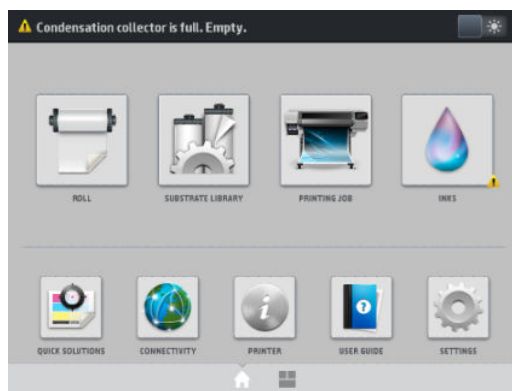 Condensation collector is full. Empty.
ROLL
SUBSTRATE LIBRARY
PRINTING JOB
INKS
QUICK SOLUTIONS
CONNECTIVITY
PRINTER
USER GUIDE
SETTINGS